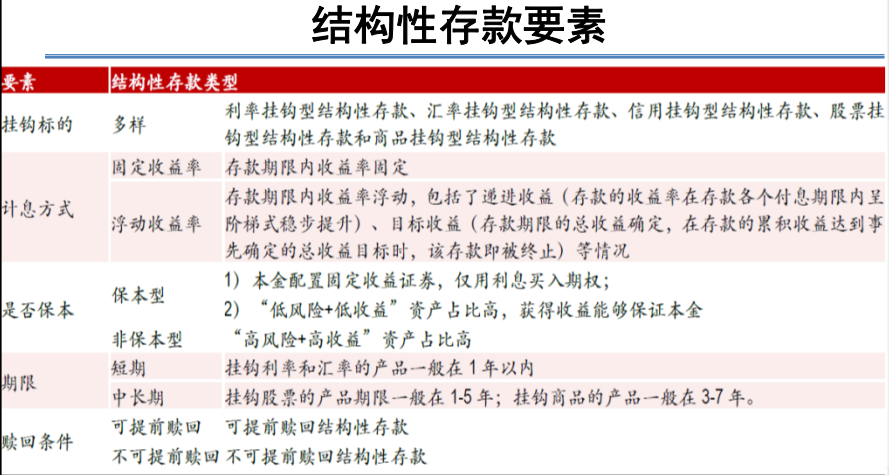 结构性存款要素
要素 结构性存款类型
挂钩标的 多样 利率挂钩型结构性存款、汇率挂钩型结构性存款、信用挂钩型结构性存款、股票挂
钩型结构性存款和商品挂钩型结构性存款
计息方式 固定收益率 存款期限内收益率固定
浮动收益率 存款期限内收益率浮动，包括了递进收益（存款的收益率在存款各个付息期限内呈
阶梯式稳步提升）、目标收益（存款期限的总收益确定，在存款的累积收益达到事
先确定的总收益目标时，该存款即被终止）等情况
是否保本 保本型 1）本金配置固定收益证券，仅用利息买入期权；
2）“低风险+低收益”资产占比高，获得收益能够保证本金
非保本型 “高风险+高收益”资产占比高
期限 短期 挂钩利率和汇率的产品一般在1年以内
中长期 挂钩股票的产品期限一般在1-5年；挂钩商品的产品一般在3-7年。
赎回条件 可提前赎回 可提前赎回结构性存款
不可提前赎回 不可提前赎回结构性存款